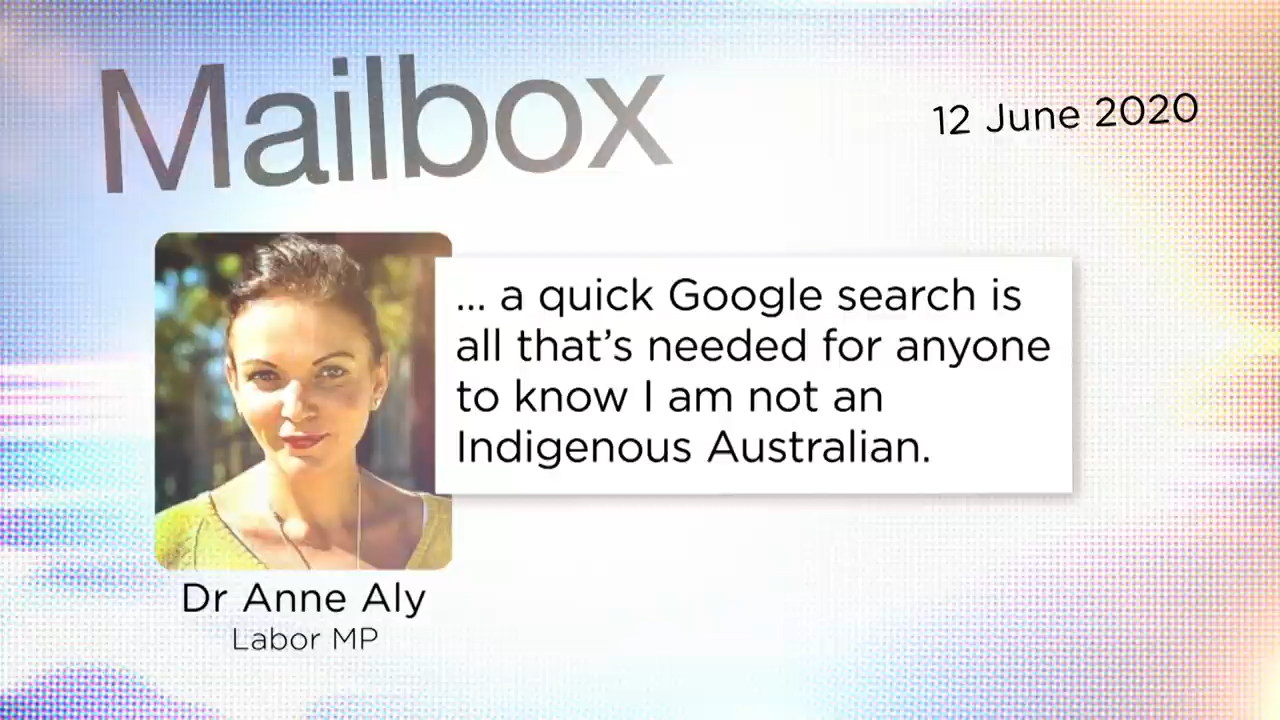 Mailbox
12 June 2020
... a quick Google search is
all that's needed for anyone
to know I am not an
Indigenous Australian.
Dr Anne Aly
Labor MP